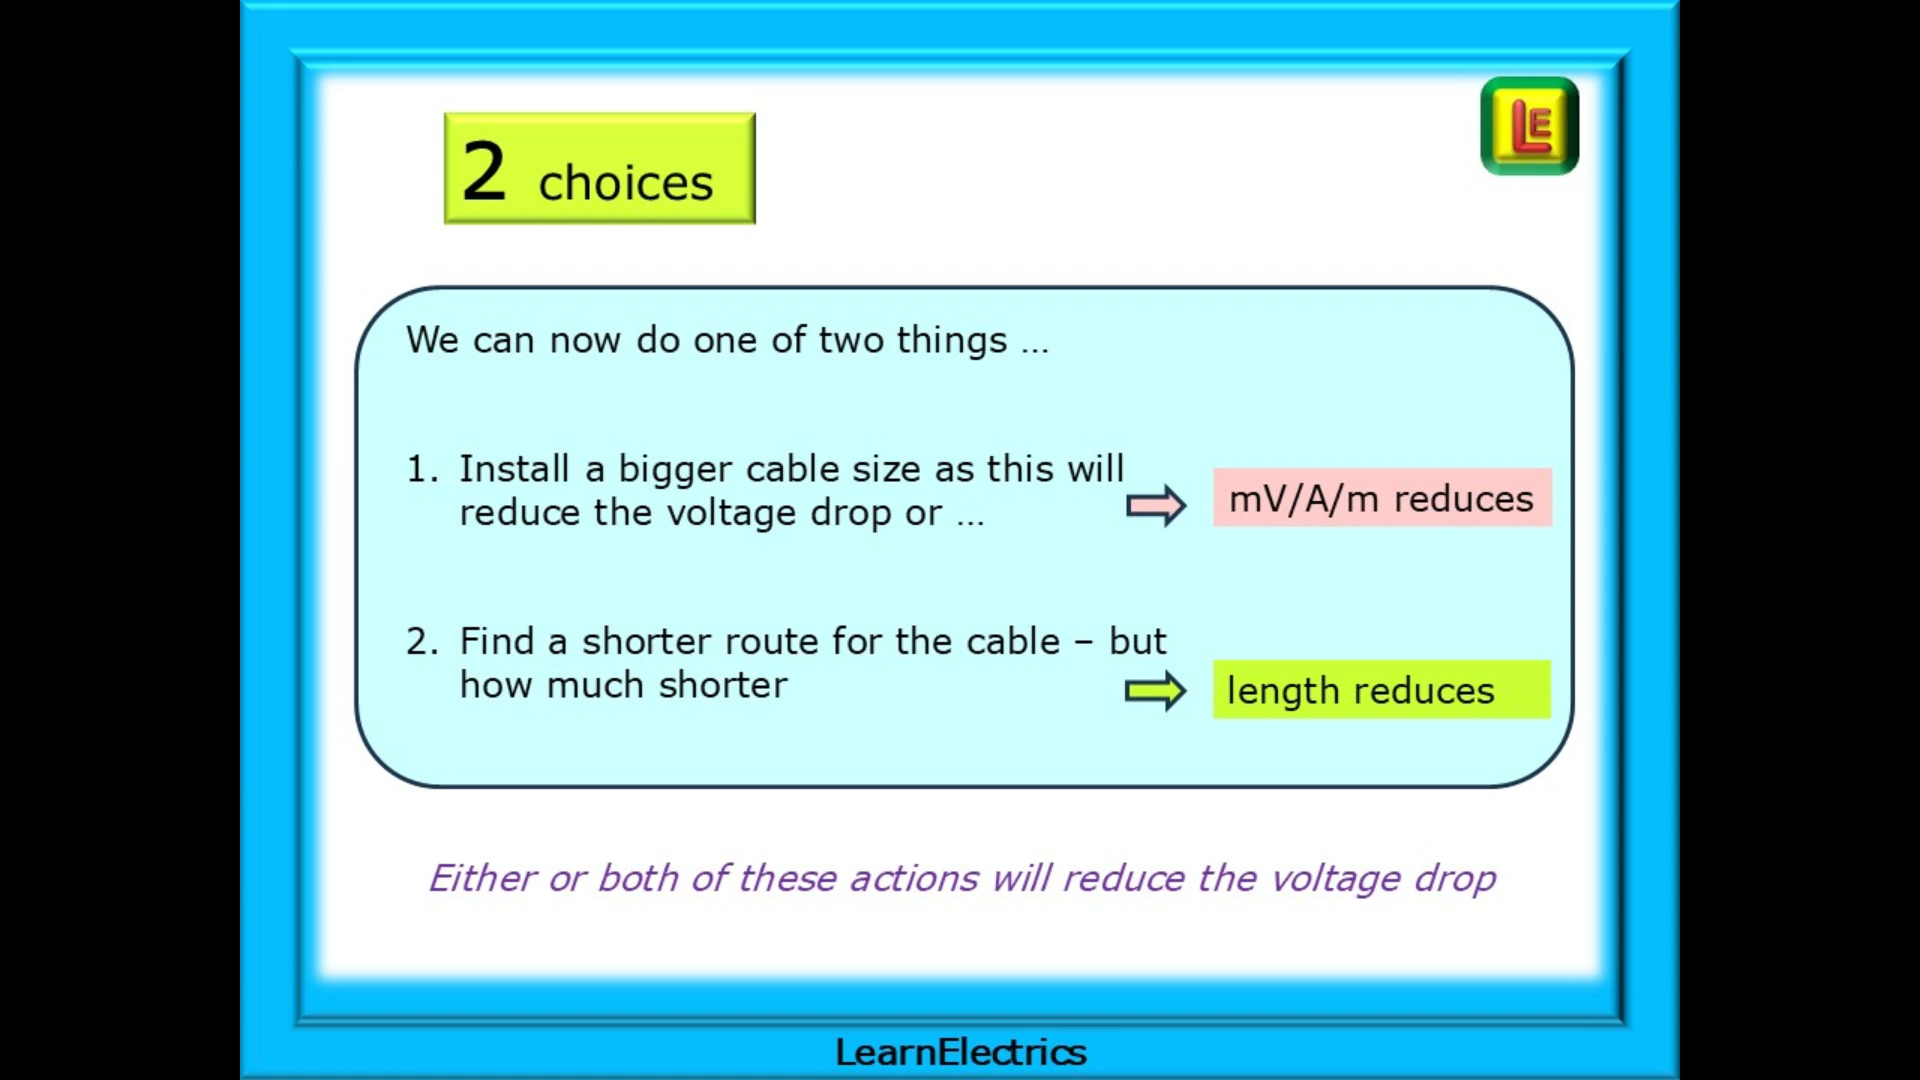 LE
2 choices
We can now do one of two things ...
1. Install a bigger cable size as this will
reduce the voltage drop or ...
mV/A/m reduces
2. Find a shorter route for the cable – but
how much shorter
length reduces
Either or both of these actions will reduce the voltage drop
LearnElectrics